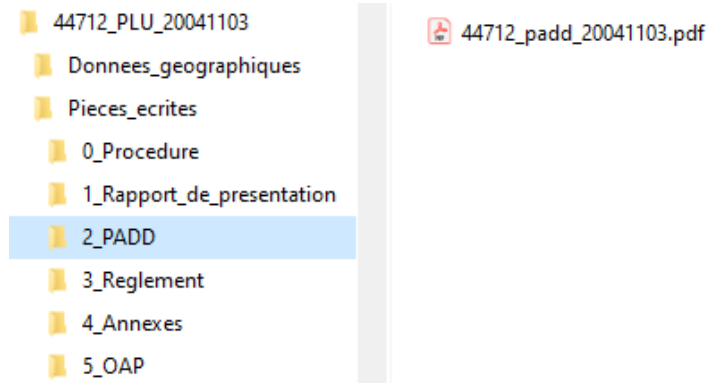 44712_PLU_20041103
Donnees_geographiques
Pieces_ecrites
0_Procedure
1_Rapport_de_presentation
2_PADD
3_Reglement
4_Annexes
5_OAP
44712_padd_20041103.pdf